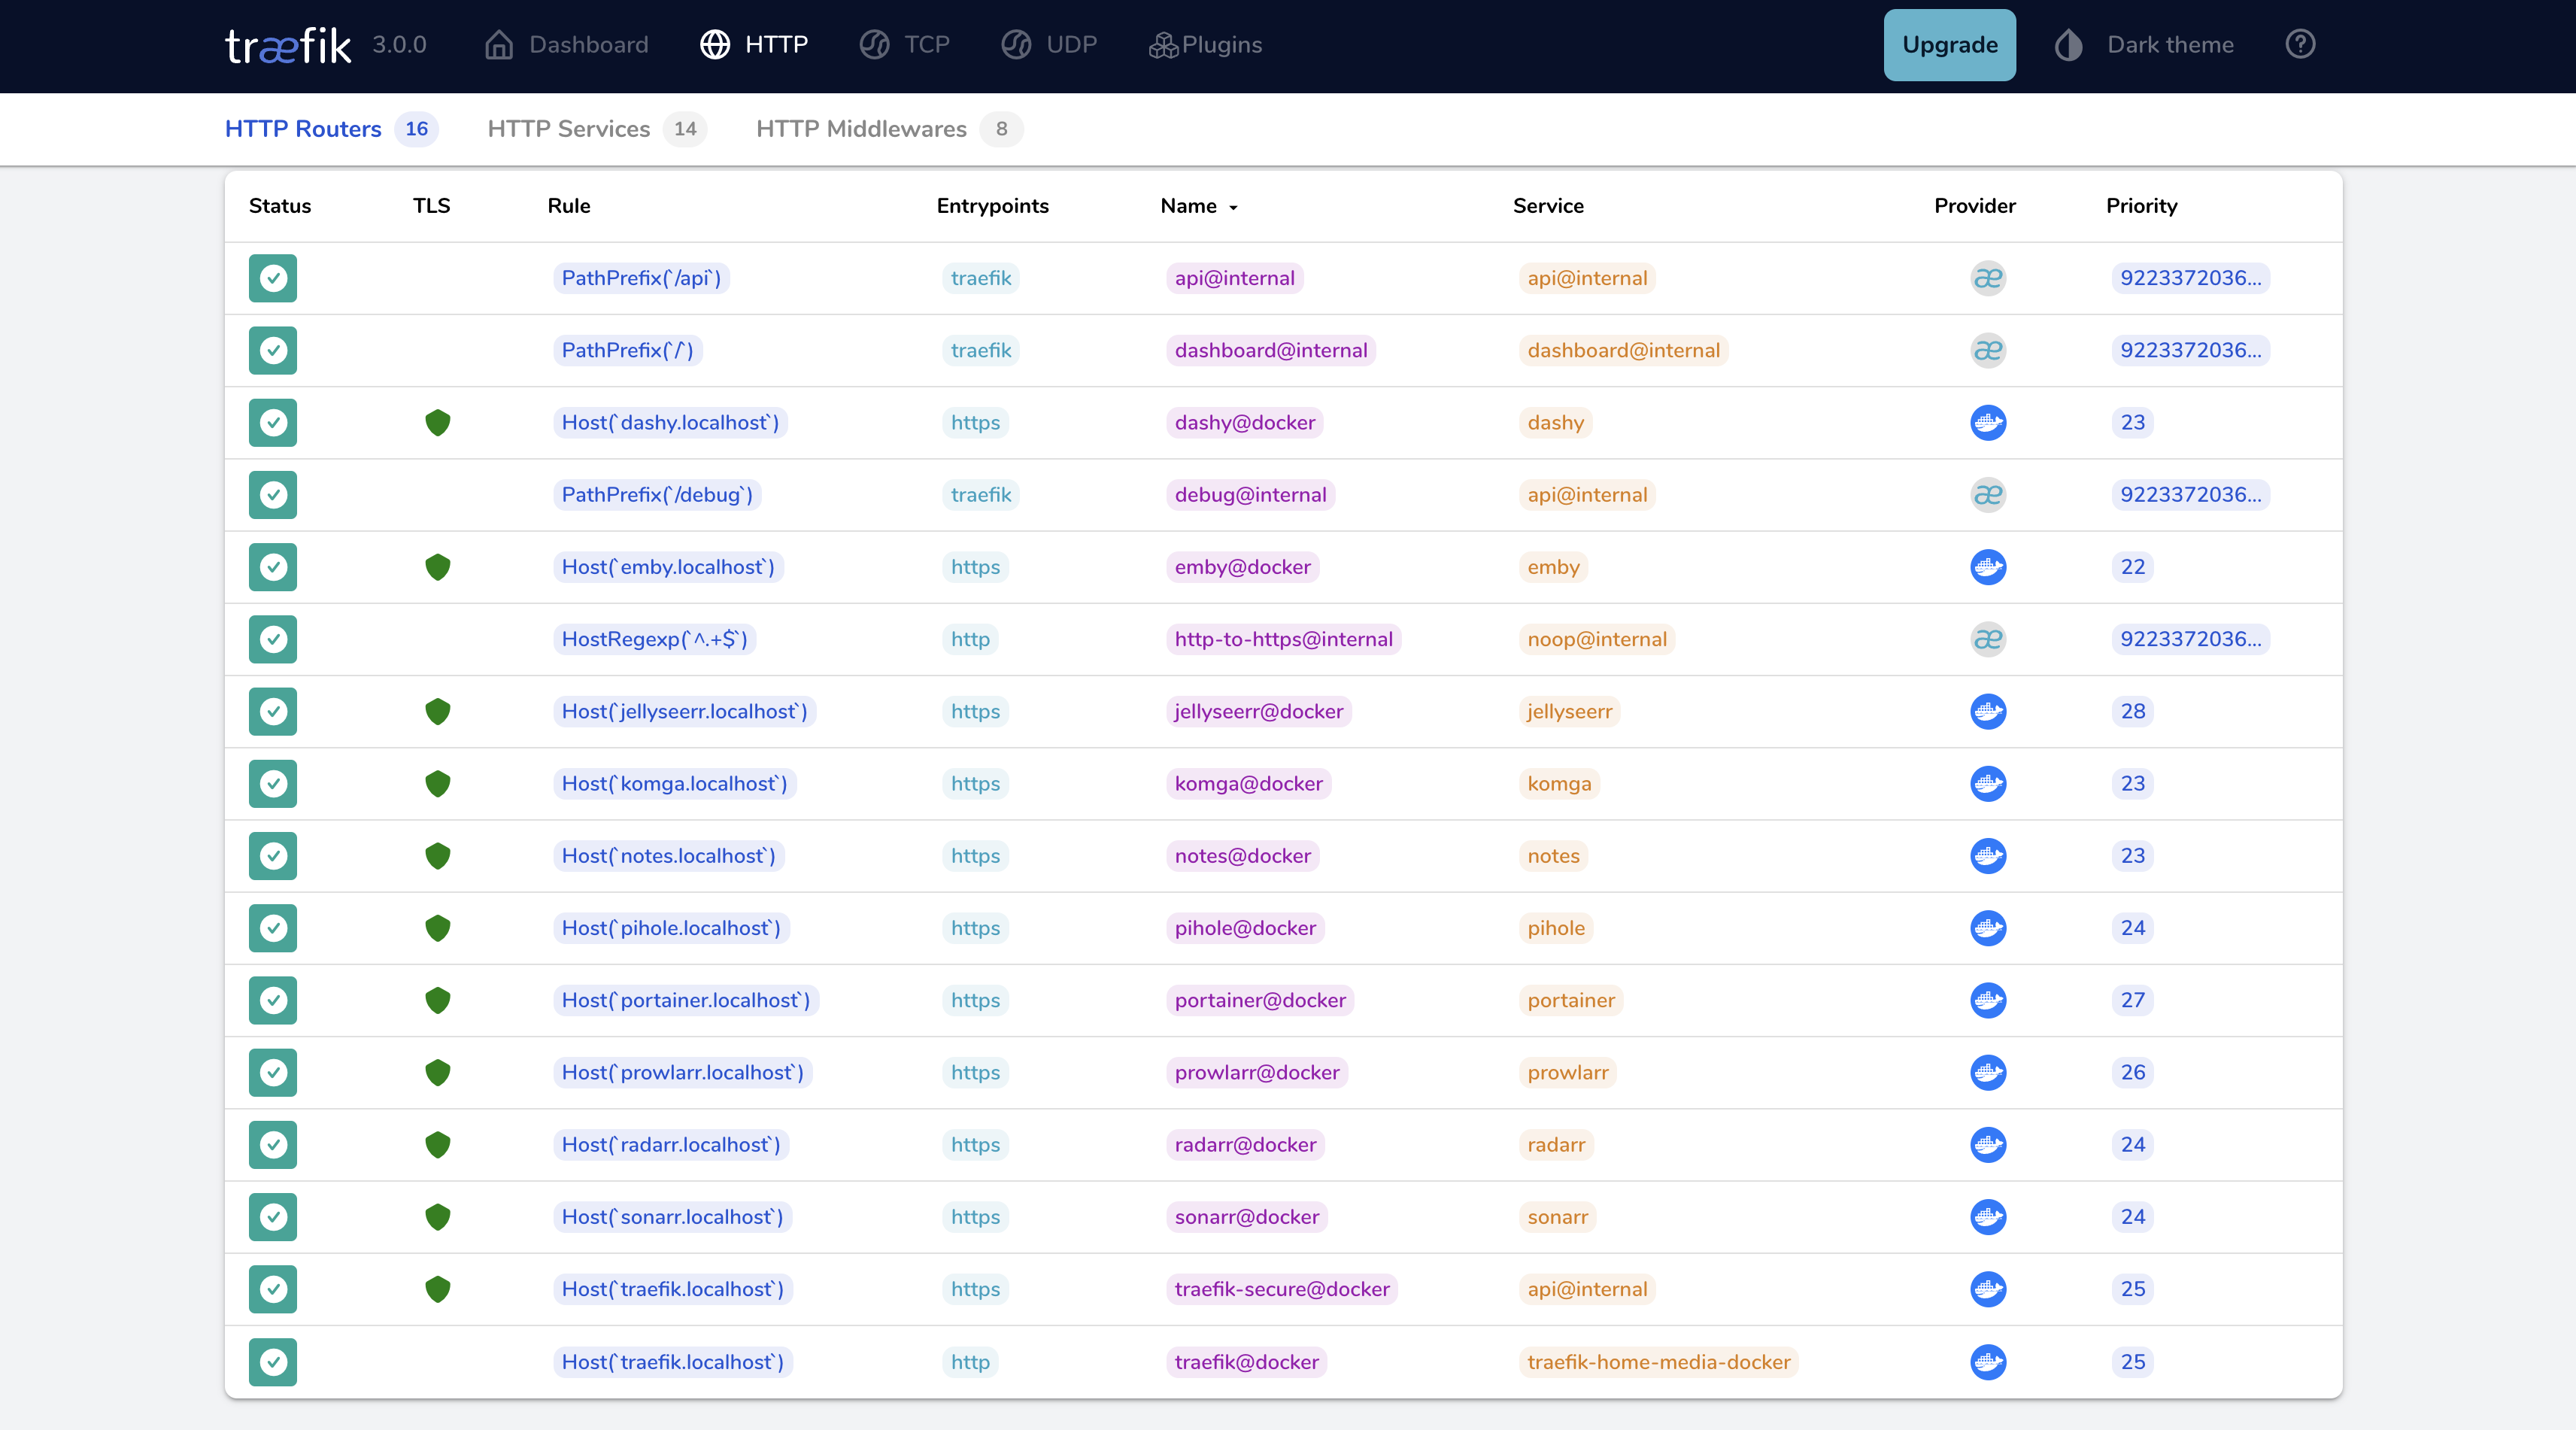 træfik 3.0.0 Dashboard HTTP TCP UDP Plugins Upgrade Dark theme
HTTP Routers 16 HTTP Services 14 HTTP Middlewares 8
Status TLS Rule Entrypoints Name Service Provider Priority
PathPrefix(`/api`) traefik api@internal api@internal æ 9223372036...
PathPrefix(`/`) traefik dashboard@internal dashboard@internal æ 9223372036...
Host(`dashy.localhost`) https dashy@docker dashy 23
PathPrefix(`/debug`) traefik debug@internal api@internal æ 9223372036...
Host(`emby.localhost`) https emby@docker emby 22
HostRegexp(`^.+$`) http http-to-https@internal noop@internal æ 9223372036...
Host(`jellyseerr.localhost`) https jellyseerr@docker jellyseerr 28
Host(`komga.localhost`) https komga@docker komga 23
Host(`notes.localhost`) https notes@docker notes 23
Host(`pihole.localhost`) https pihole@docker pihole 24
Host(`portainer.localhost`) https portainer@docker portainer 27
Host(`prowlarr.localhost`) https prowlarr@docker prowlarr 26
Host(`radarr.localhost`) https radarr@docker radarr 24
Host(`sonarr.localhost`) https sonarr@docker sonarr 24
Host(`traefik.localhost`) https traefik-secure@docker api@internal 25
Host(`traefik.localhost`) http traefik@docker traefik-home-media-docker 25